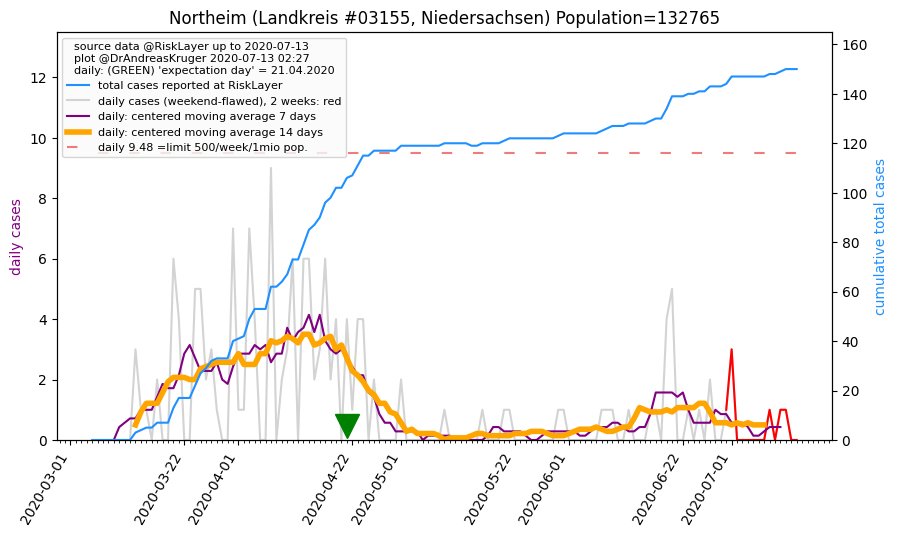 Northeim (Landkreis #03155, Niedersachsen) Population=132765
source data @RiskLayer up to 2020-07-13
plot @DrAndreasKruger 2020-07-13 02:27
daily: (GREEN) 'expectation day' = 21.04.2020
total cases reported at RiskLayer
daily cases (weekend-flawed), 2 weeks: red
daily: centered moving average 7 days
daily: centered moving average 14 days
daily 9.48 =limit 500/week/1mio pop.
daily cases
12
10
8
6
4
2
0
160
140
120
100
80
60
40
20
0
cumulative total cases
2020-03-01
2020-03-22
2020-04-01
2020-04-22
2020-05-01
2020-05-22
2020-06-01
2020-06-22
2020-07-01